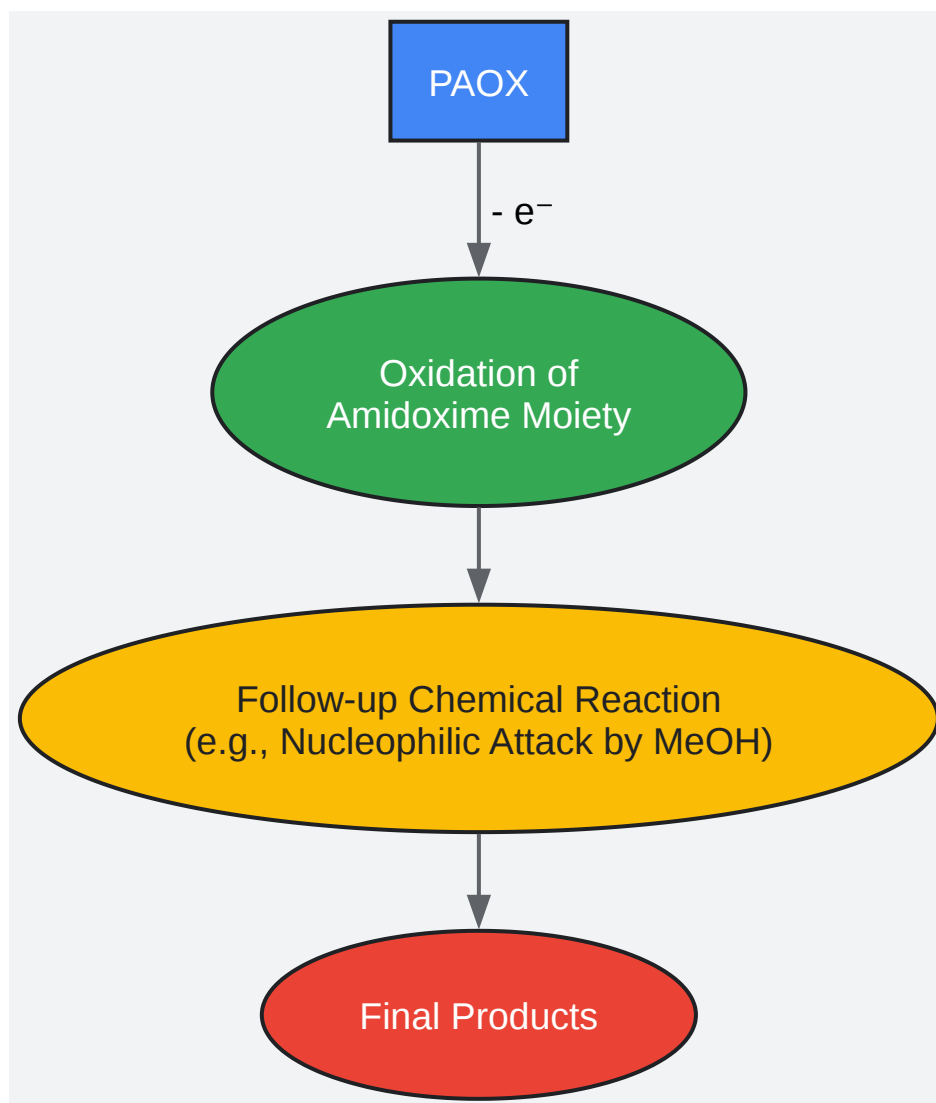 PAOX
- e⁻
Oxidation of
Amidoxime Moiety
Follow-up Chemical Reaction
(e.g., Nucleophilic Attack by MeOH)
Final Products